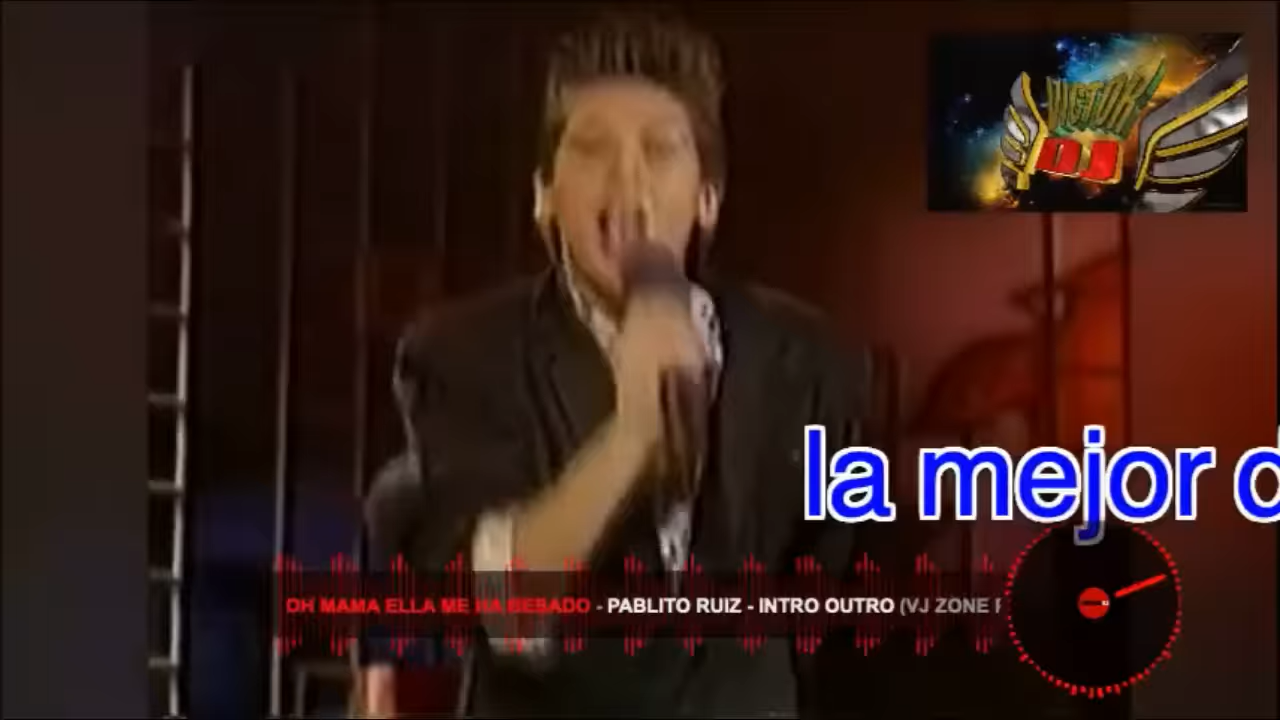 VICTOR
DJ
la mejor d
OH MAMA ELLA ME HA BESADO - PABLITO RUIZ - INTRO OUTRO (VJ ZONE